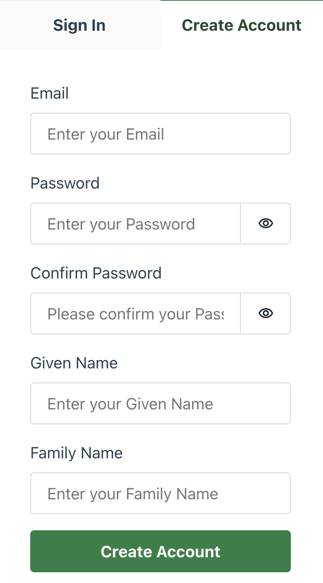 Sign In
Create Account
Email
Enter your Email
Password
Enter your Password
Confirm Password
Please confirm your Pass
Given Name
Enter your Given Name
Family Name
Enter your Family Name
Create Account